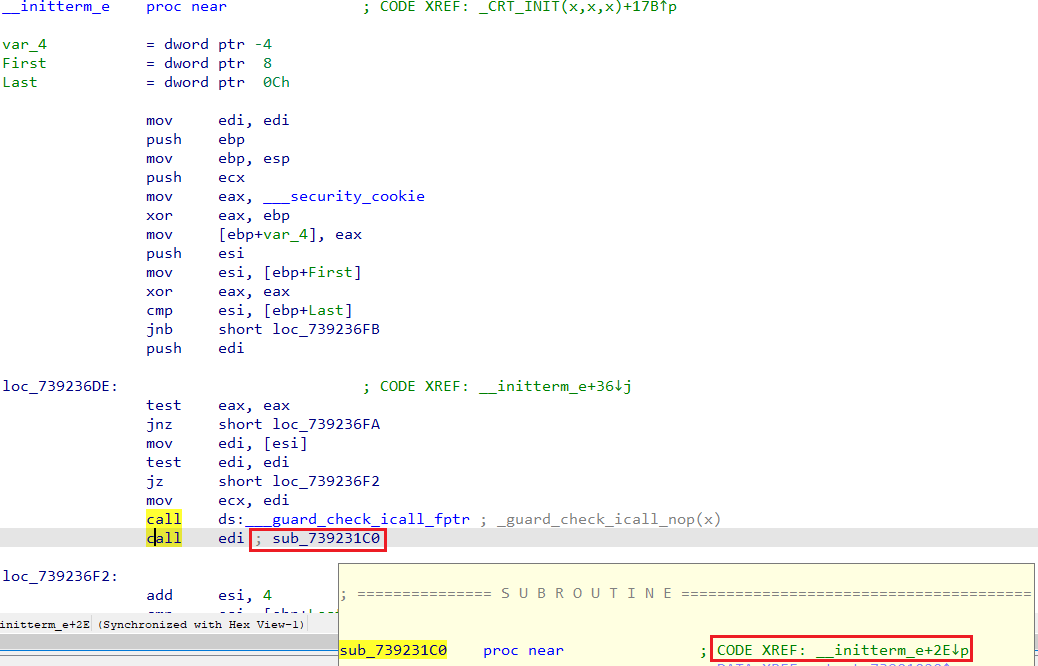 __initterm_e proc near ; CODE XREF: _CRT_INIT(x,x,x)+17B↑p
var_4 = dword ptr -4
First = dword ptr 8
Last = dword ptr 0Ch
mov edi, edi
push ebp
mov ebp, esp
push ecx
mov eax, ___security_cookie
xor eax, ebp
mov [ebp+var_4], eax
push esi
mov esi, [ebp+First]
xor eax, eax
cmp esi, [ebp+Last]
jnb short loc_739236FB
push edi
loc_739236DE: ; CODE XREF: __initterm_e+36↓j
test eax, eax
jnz short loc_739236FA
mov edi, [esi]
test edi, edi
jz short loc_739236F2
mov ecx, edi
call ds:___guard_check_icall_fptr ; _guard_check_icall_nop(x)
call edi ; sub_739231C0
loc_739236F2:
add esi, 4
initterm_e+2E (Synchronized with Hex View-1)
; =============== S U B R O U T I N E =======================================
sub_739231C0 proc near ; CODE XREF: __initterm_e+2E↓p